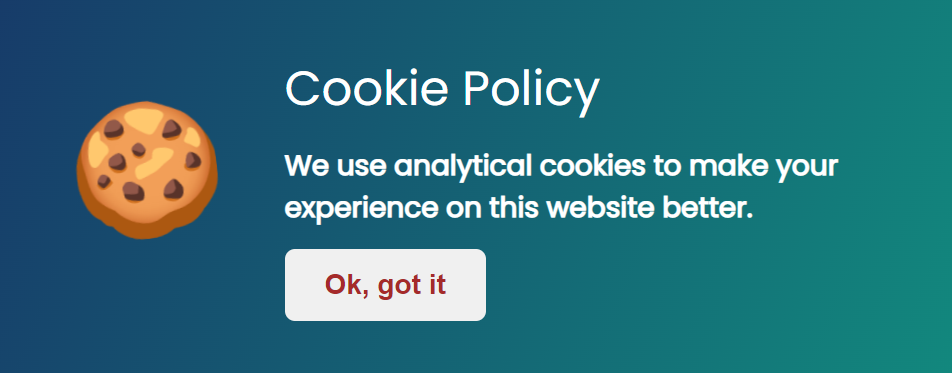 Cookie Policy
We use analytical cookies to make your
experience on this website better.
Ok, got it